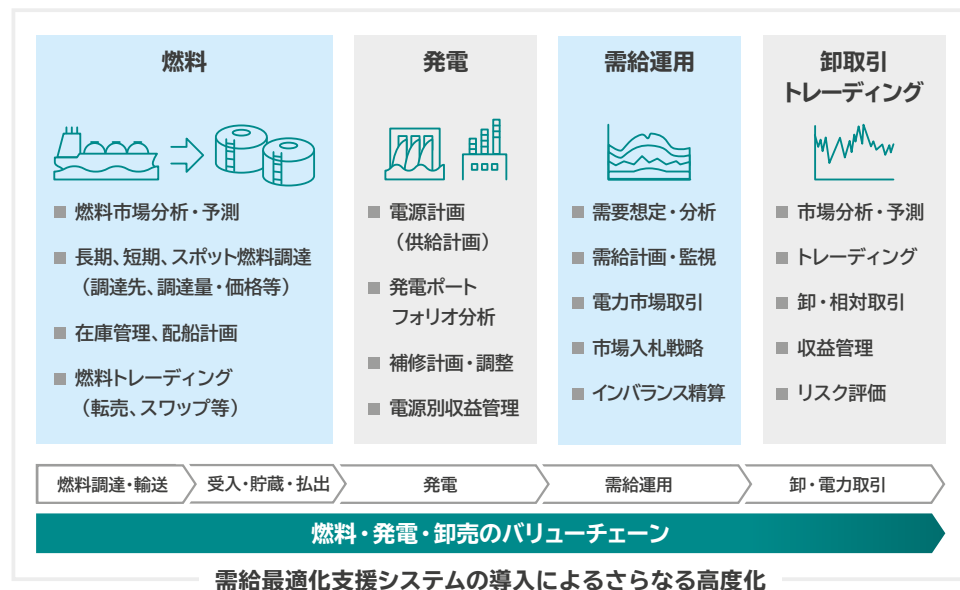 燃料
燃料市場分析・予測
長期、短期、スポット燃料調達
（調達先、調達量・価格等）
在庫管理、配船計画
燃料トレーディング
（転売、スワップ等）
発電
電源計画
（供給計画）
発電ポート
フォリオ分析
補修計画・調整
電源別収益管理
需給運用
需要想定・分析
需給計画・監視
電力市場取引
市場入札戦略
インバランス精算
卸取引
トレーディング
市場分析・予測
トレーディング
卸・相対取引
収益管理
リスク評価
燃料調達・輸送
受入・貯蔵・払出
発電
需給運用
卸・電力取引
燃料・発電・卸売のバリューチェーン
需給最適化支援システムの導入によるさらなる高度化